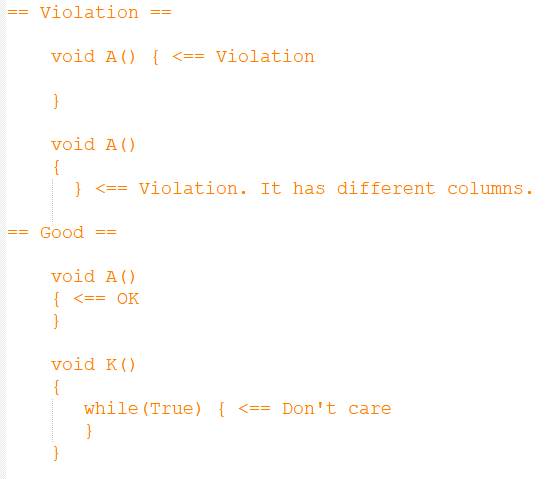 == Violation ==
void A() { <== Violation
}
void A()
{
} <== Violation. It has different columns.
== Good ==
void A()
{ <== OK
}
void K()
{
while(True) { <== Don't care
}
}